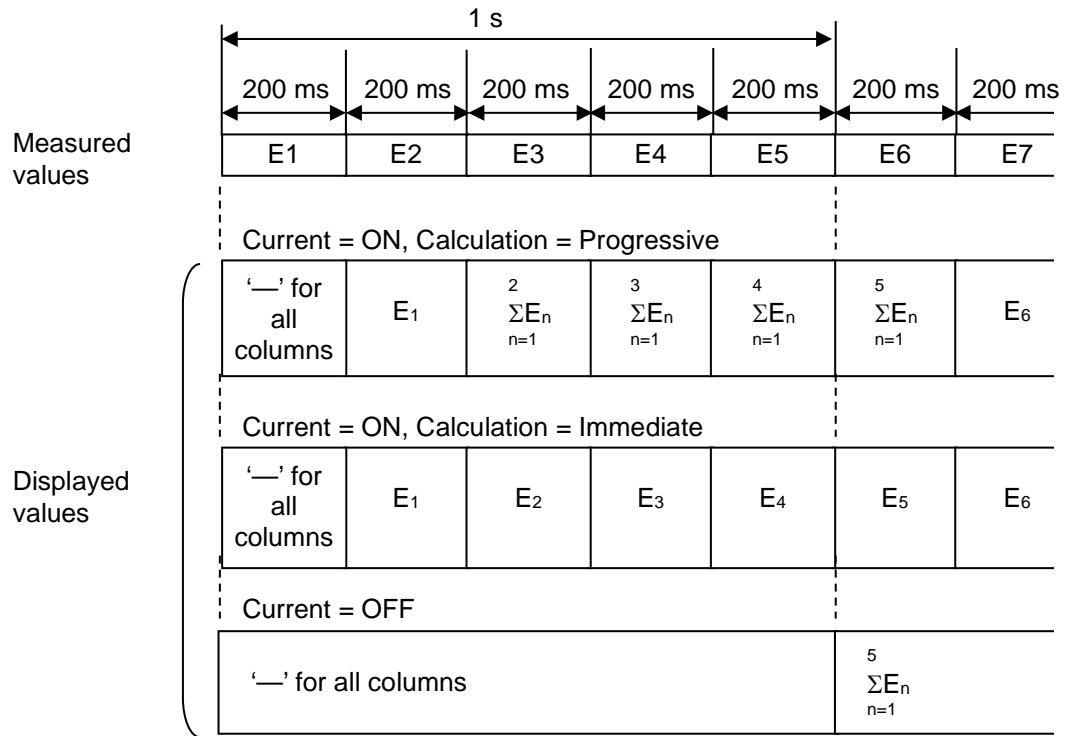 1 s
200 ms 200 ms 200 ms 200 ms 200 ms 200 ms 200 ms
Measured
values
E1 E2 E3 E4 E5 E6 E7
Current = ON, Calculation = Progressive
‘—’ for
all
columns
E1
2
ΣEn
n=1
3
ΣEn
n=1
4
ΣEn
n=1
5
ΣEn
n=1
E6
Current = ON, Calculation = Immediate
Displayed
values
‘—’ for
all
columns
E1 E2 E3 E4 E5 E6
Current = OFF
‘—’ for all columns
5
ΣEn
n=1